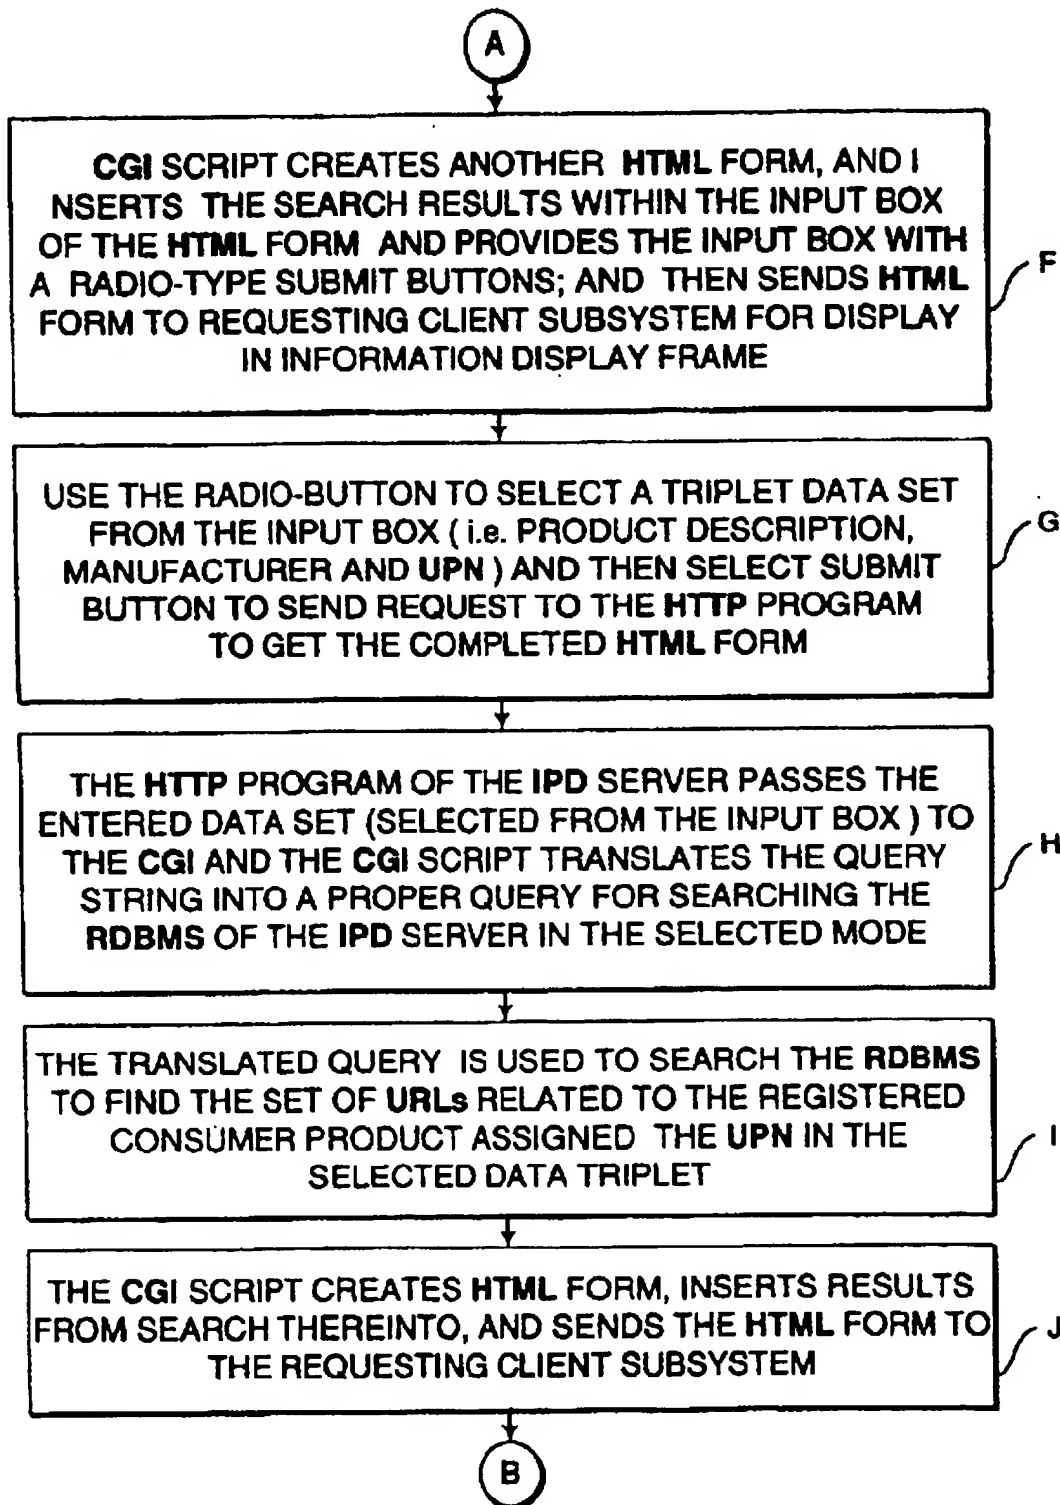 A
CGI SCRIPT CREATES ANOTHER HTML FORM, AND I
NSERTS THE SEARCH RESULTS WITHIN THE INPUT BOX
OF THE HTML FORM AND PROVIDES THE INPUT BOX WITH
A RADIO-TYPE SUBMIT BUTTONS; AND THEN SENDS HTML
FORM TO REQUESTING CLIENT SUBSYSTEM FOR DISPLAY
IN INFORMATION DISPLAY FRAME
F
USE THE RADIO-BUTTON TO SELECT A TRIPLET DATA SET
FROM THE INPUT BOX ( i.e. PRODUCT DESCRIPTION,
MANUFACTURER AND UPN ) AND THEN SELECT SUBMIT
BUTTON TO SEND REQUEST TO THE HTTP PROGRAM
TO GET THE COMPLETED HTML FORM
G
THE HTTP PROGRAM OF THE IPD SERVER PASSES THE
ENTERED DATA SET (SELECTED FROM THE INPUT BOX ) TO
THE CGI AND THE CGI SCRIPT TRANSLATES THE QUERY
STRING INTO A PROPER QUERY FOR SEARCHING THE
RDBMS OF THE IPD SERVER IN THE SELECTED MODE
H
THE TRANSLATED QUERY IS USED TO SEARCH THE RDBMS
TO FIND THE SET OF URLs RELATED TO THE REGISTERED
CONSUMER PRODUCT ASSIGNED THE UPN IN THE
SELECTED DATA TRIPLET
I
THE CGI SCRIPT CREATES HTML FORM, INSERTS RESULTS
FROM SEARCH THEREINTO, AND SENDS THE HTML FORM TO
THE REQUESTING CLIENT SUBSYSTEM
J
B